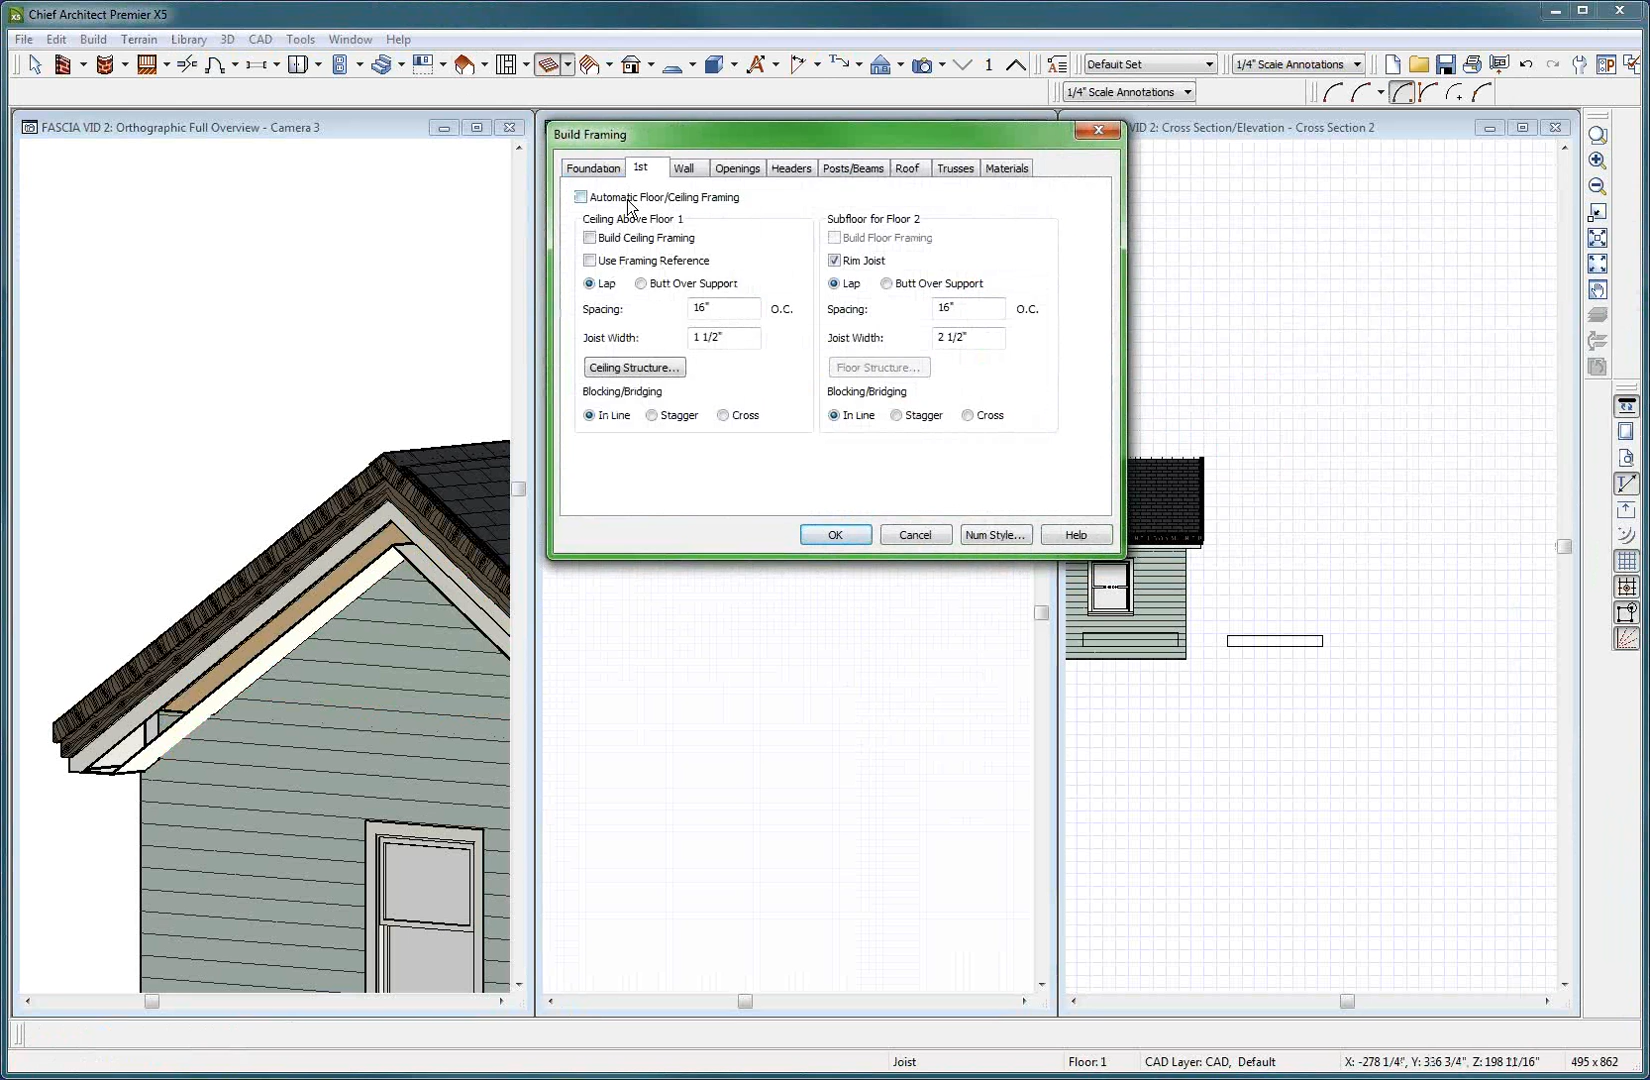 Chief Architect Premier X5
File Edit Build Terrain Library 3D CAD Tools Window Help
1 Default Set 1/4" Scale Annotations
1/4" Scale Annotations
FASCIA VID 2: Orthographic Full Overview - Camera 3
VID 2: Cross Section/Elevation - Cross Section 2
Build Framing
Foundation 1st Wall Openings Headers Posts/Beams Roof Trusses Materials
Automatic Floor/Ceiling Framing
Ceiling Above Floor 1 Subfloor for Floor 2
Build Ceiling Framing Build Floor Framing
Use Framing Reference Rim Joist
Lap Butt Over Support Lap Butt Over Support
Spacing: 16" O.C. Spacing: 16" O.C.
Joist Width: 1 1/2" Joist Width: 2 1/2"
Ceiling Structure... Floor Structure...
Blocking/Bridging Blocking/Bridging
In Line Stagger Cross In Line Stagger Cross
OK Cancel Num Style... Help
Joist Floor: 1 CAD Layer: CAD, Default X: -278 1/4", Y: 336 3/4", Z: 198 11/16" 495 x 862